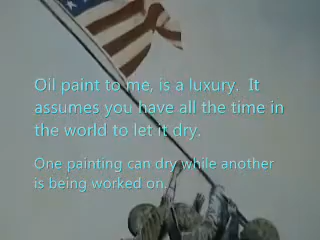 Oil paint to me, is a luxury.  It
assumes you have all the time in
the world to let it dry.
One painting can dry while another
is being worked on.